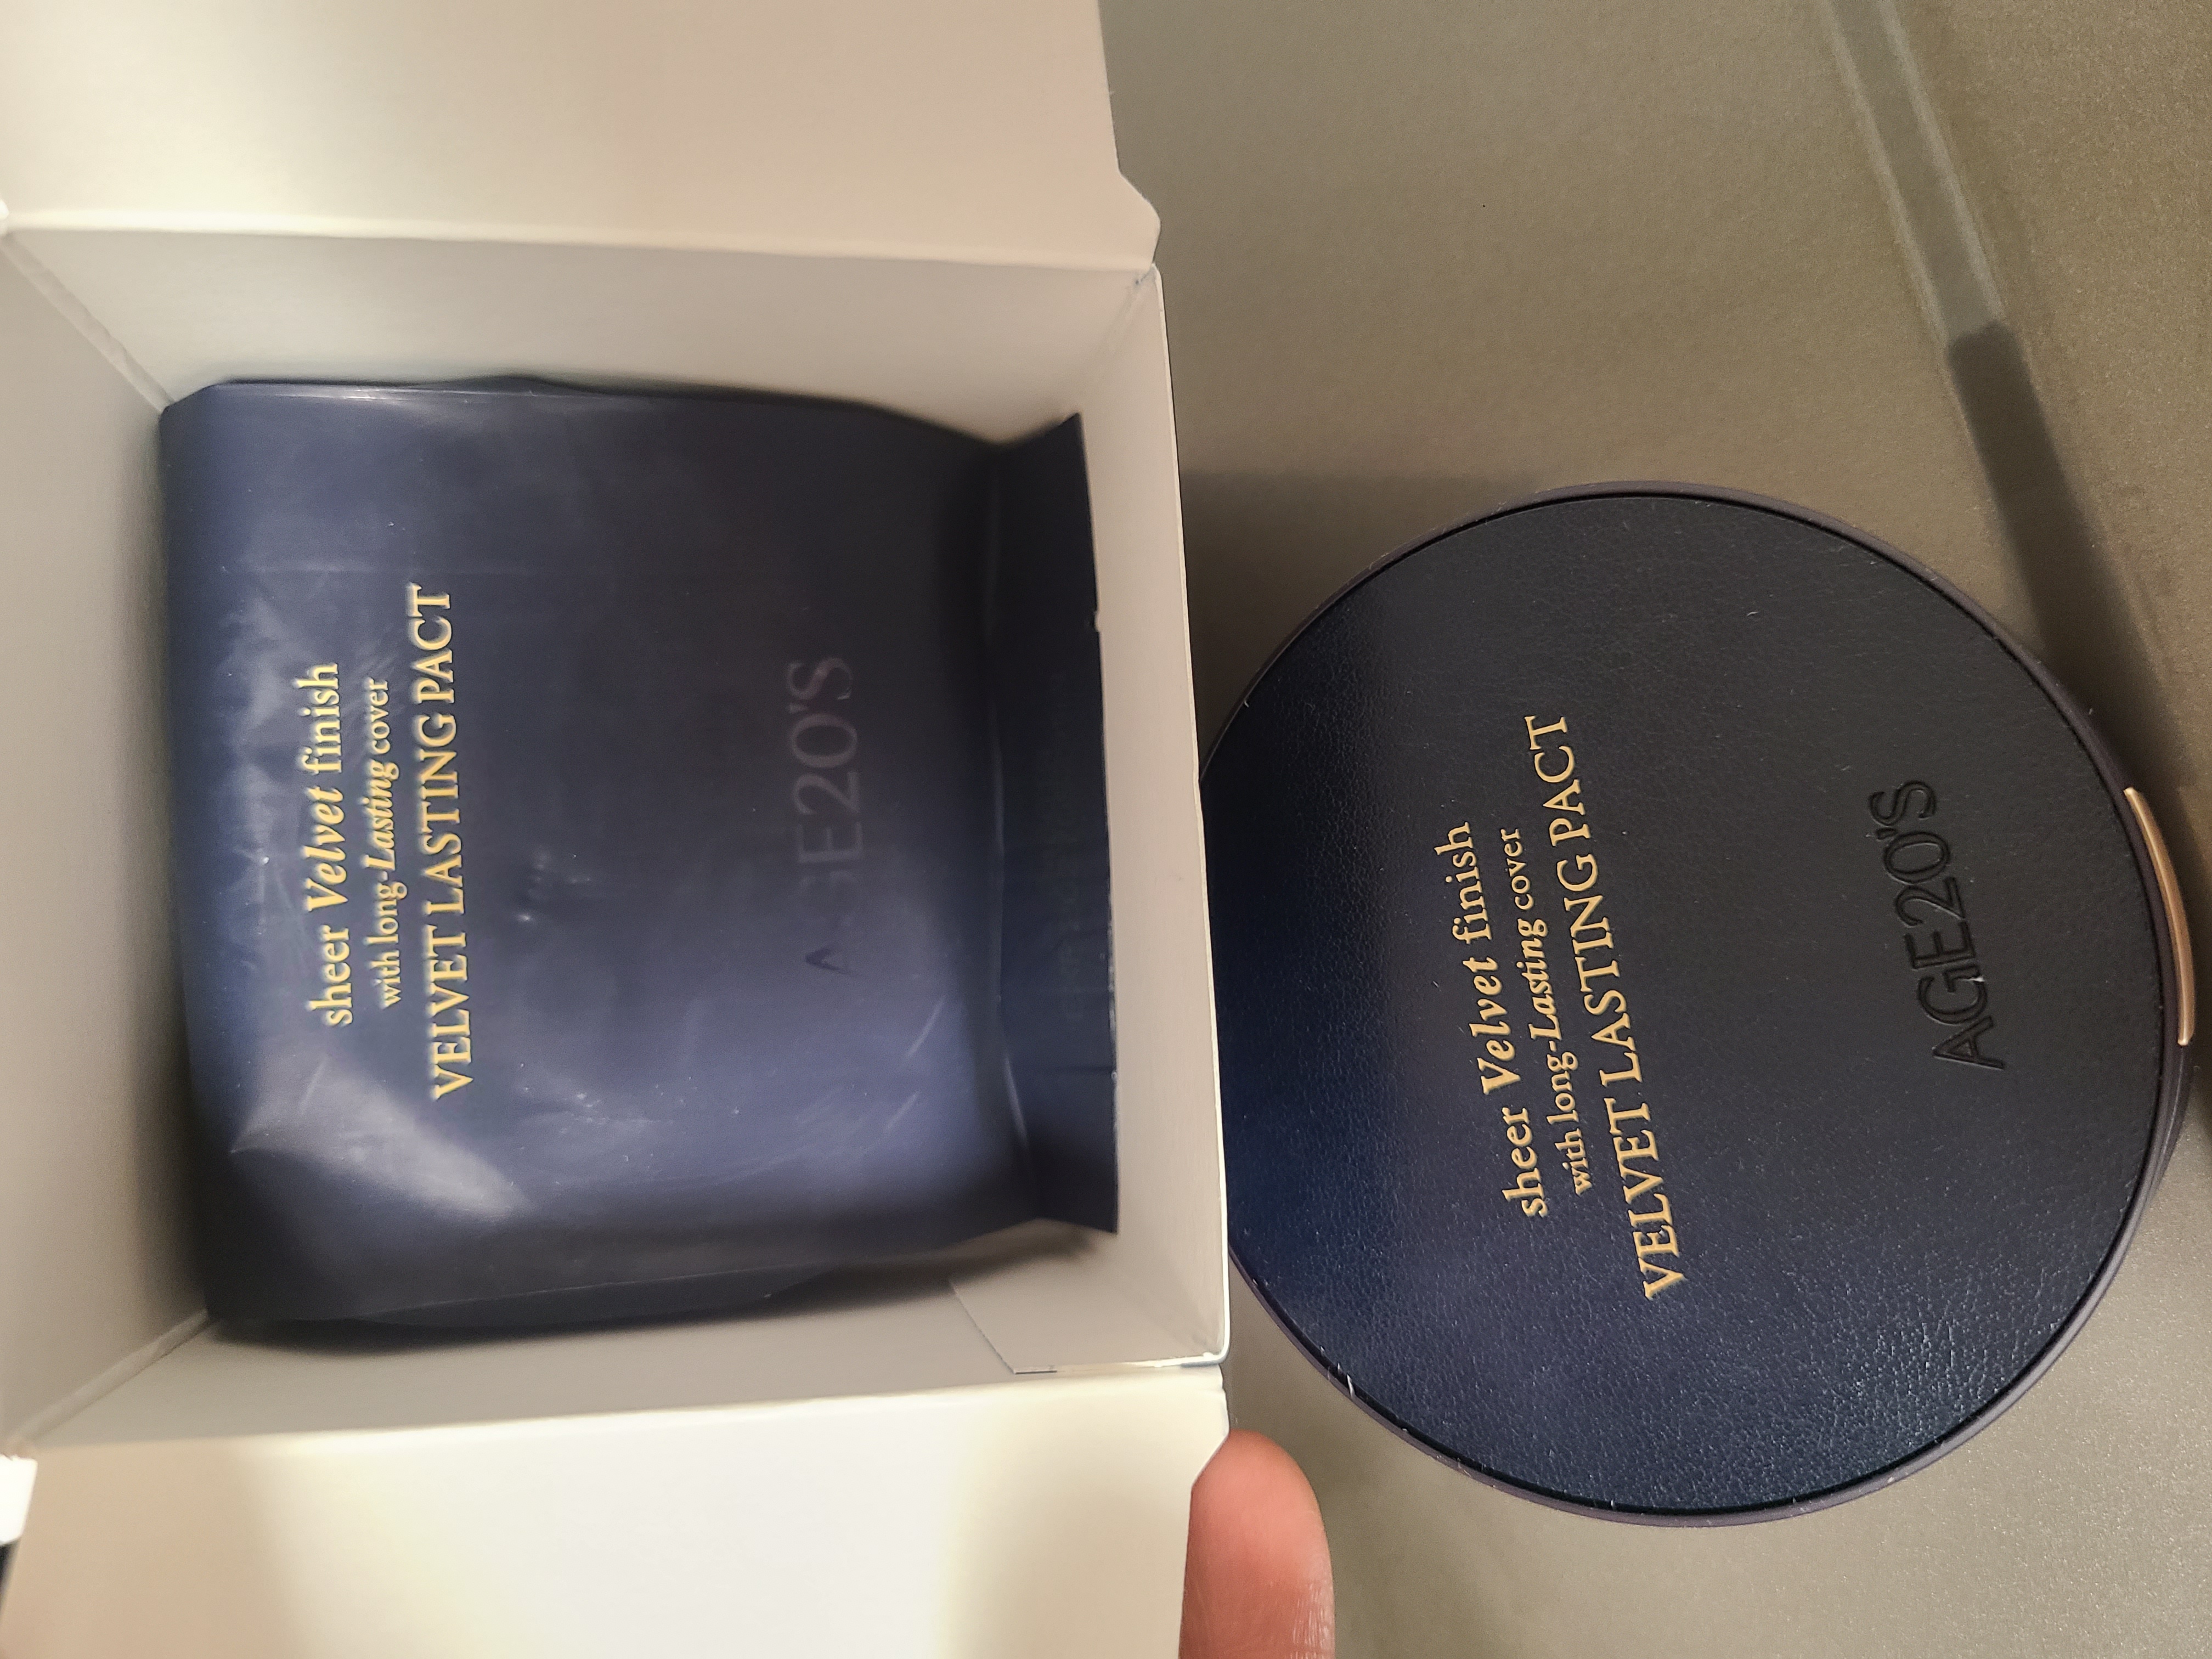 sheer Velvet finish
with long-Lasting cover
VELVET LASTING PACT
AGE20'S
sheer Velvet finish
with long-Lasting cover
VELVET LASTING PACT
AGE20'S